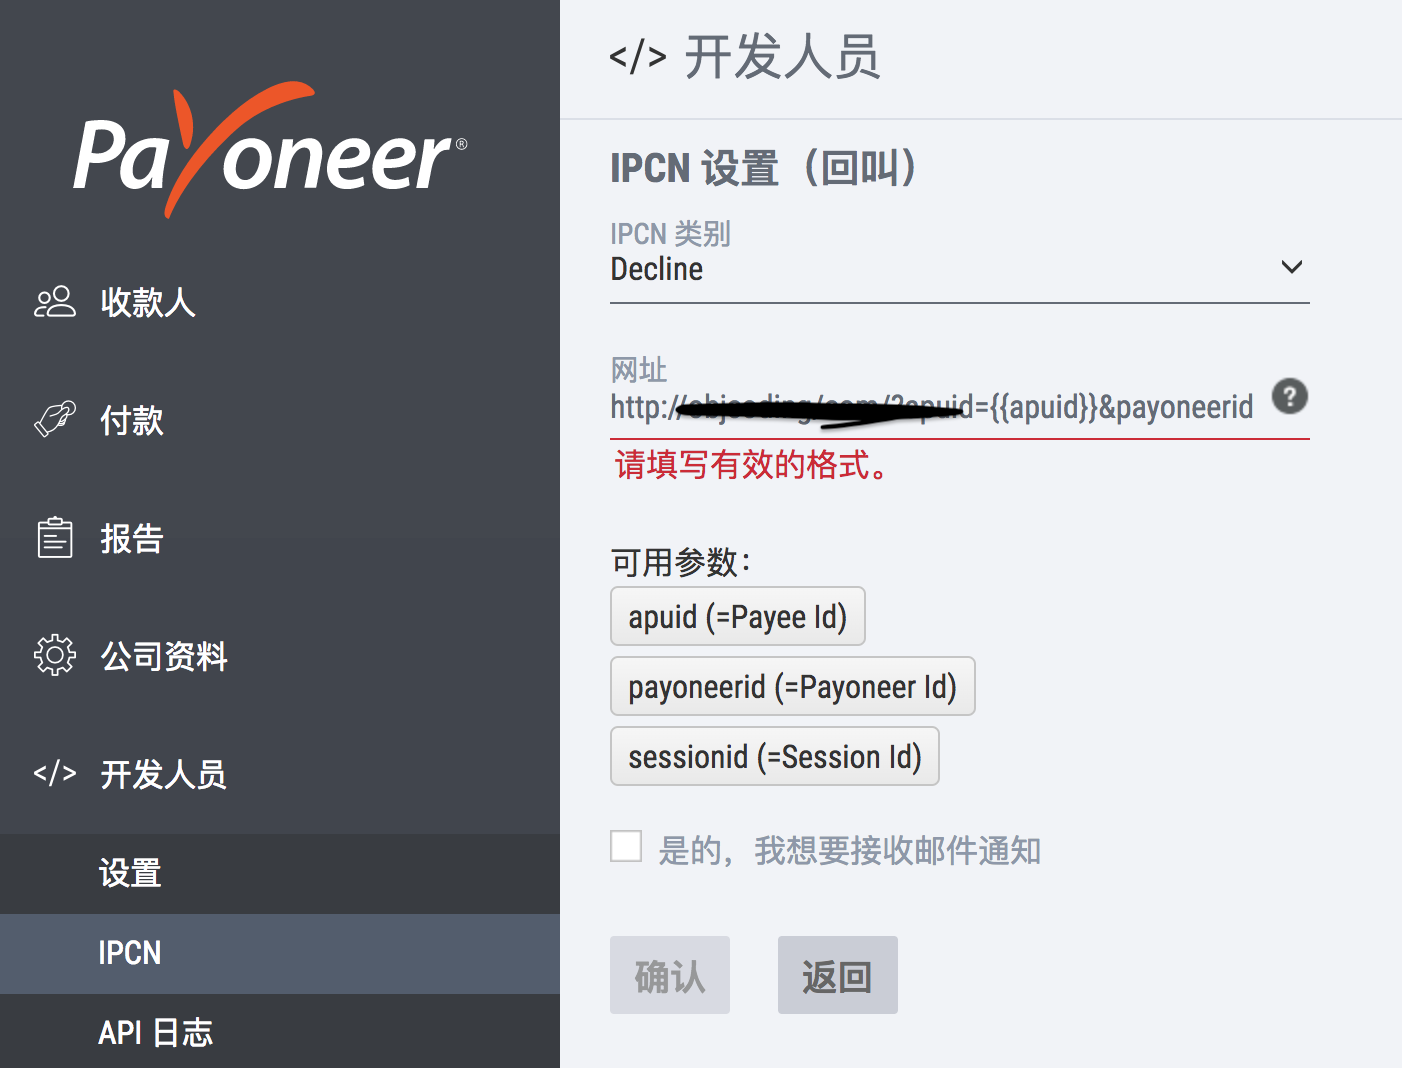 Payoneer®
收款人
付款
报告
公司资料
</> 开发人员
设置
IPCN
API 日志
</> 开发人员
IPCN 设置（回叫）
IPCN 类别
Decline
网址
http://objcoding/com/?apuid={{apuid}}&payoneerid
请填写有效的格式。
可用参数：
apuid (=Payee Id)
payoneerid (=Payoneer Id)
sessionid (=Session Id)
是的，我想要接收邮件通知
确认
返回